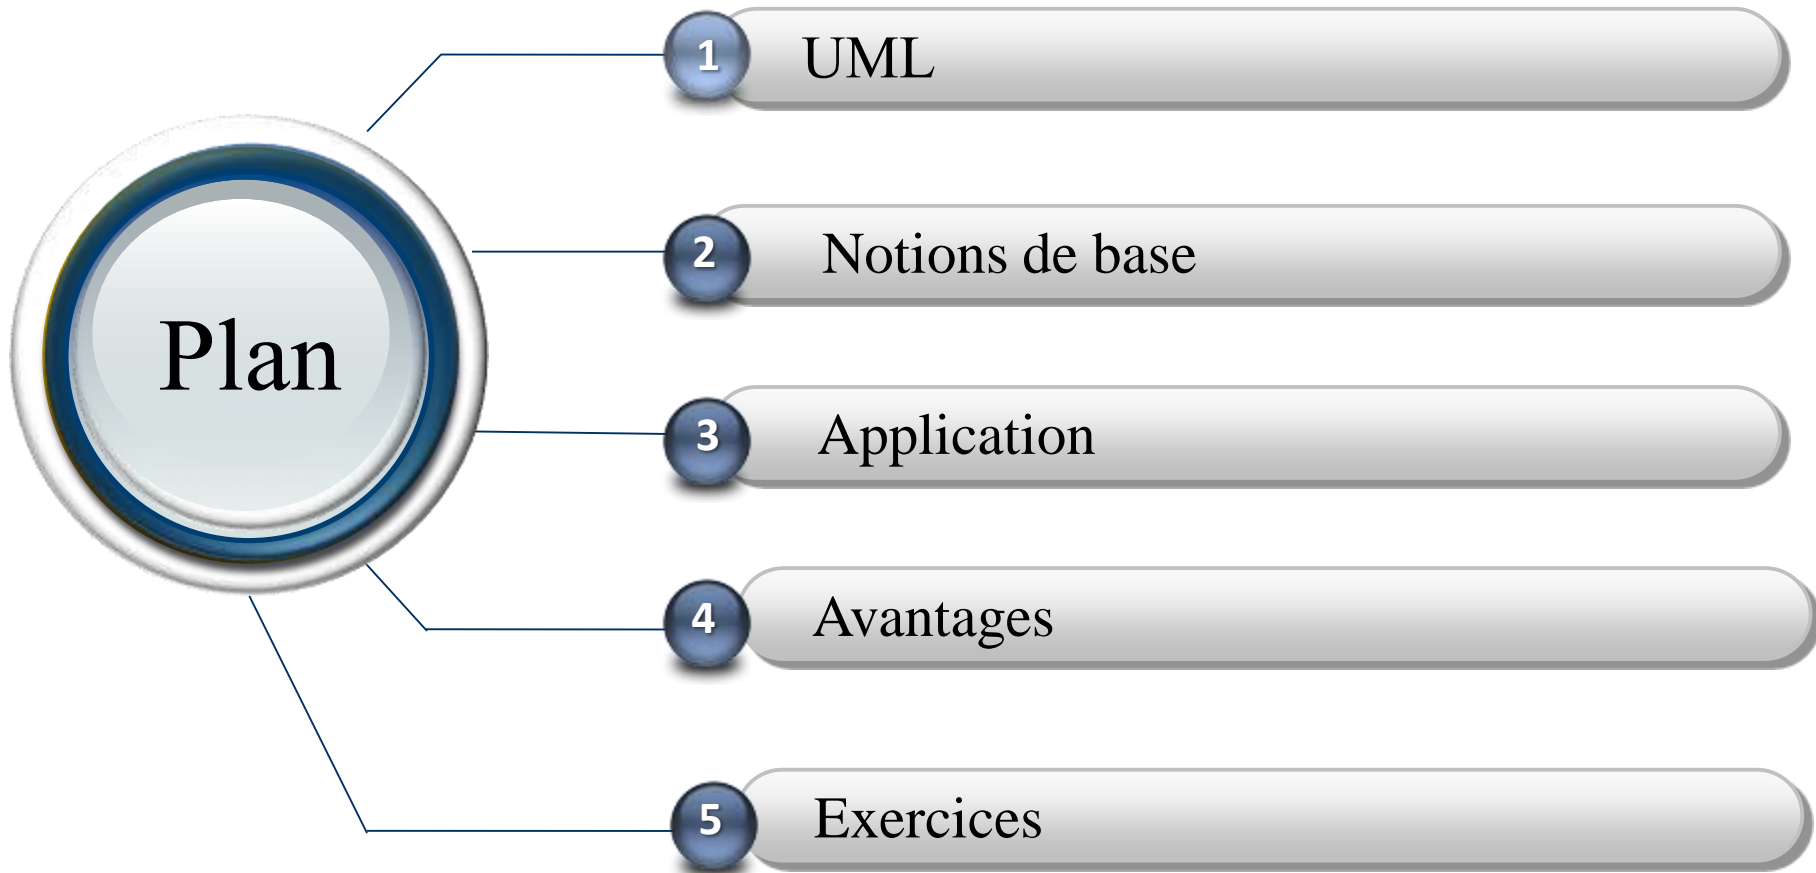 Plan
1 UML
2 Notions de base
3 Application
4 Avantages
5 Exercices